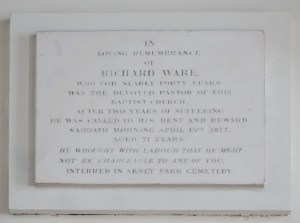 IN
LOVING REMEMBRANCE
OF
RICHARD WARE,
WHO FOR NEARLY FORTY YEARS
WAS THE DEVOTED PASTOR OF THIS
BAPTIST CHURCH.
AFTER TWO YEARS OF SUFFERING
HE WAS CALLED TO HIS REST AND REWARD
SABBATH MORNING APRIL 15TH 1877,
AGED 71 YEARS.
HE WROUGHT WITH LABOUR THAT HE MIGHT
NOT BE CHARGEABLE TO ANY OF YOU.
INTERRED IN ABNEY PARK CEMETERY.